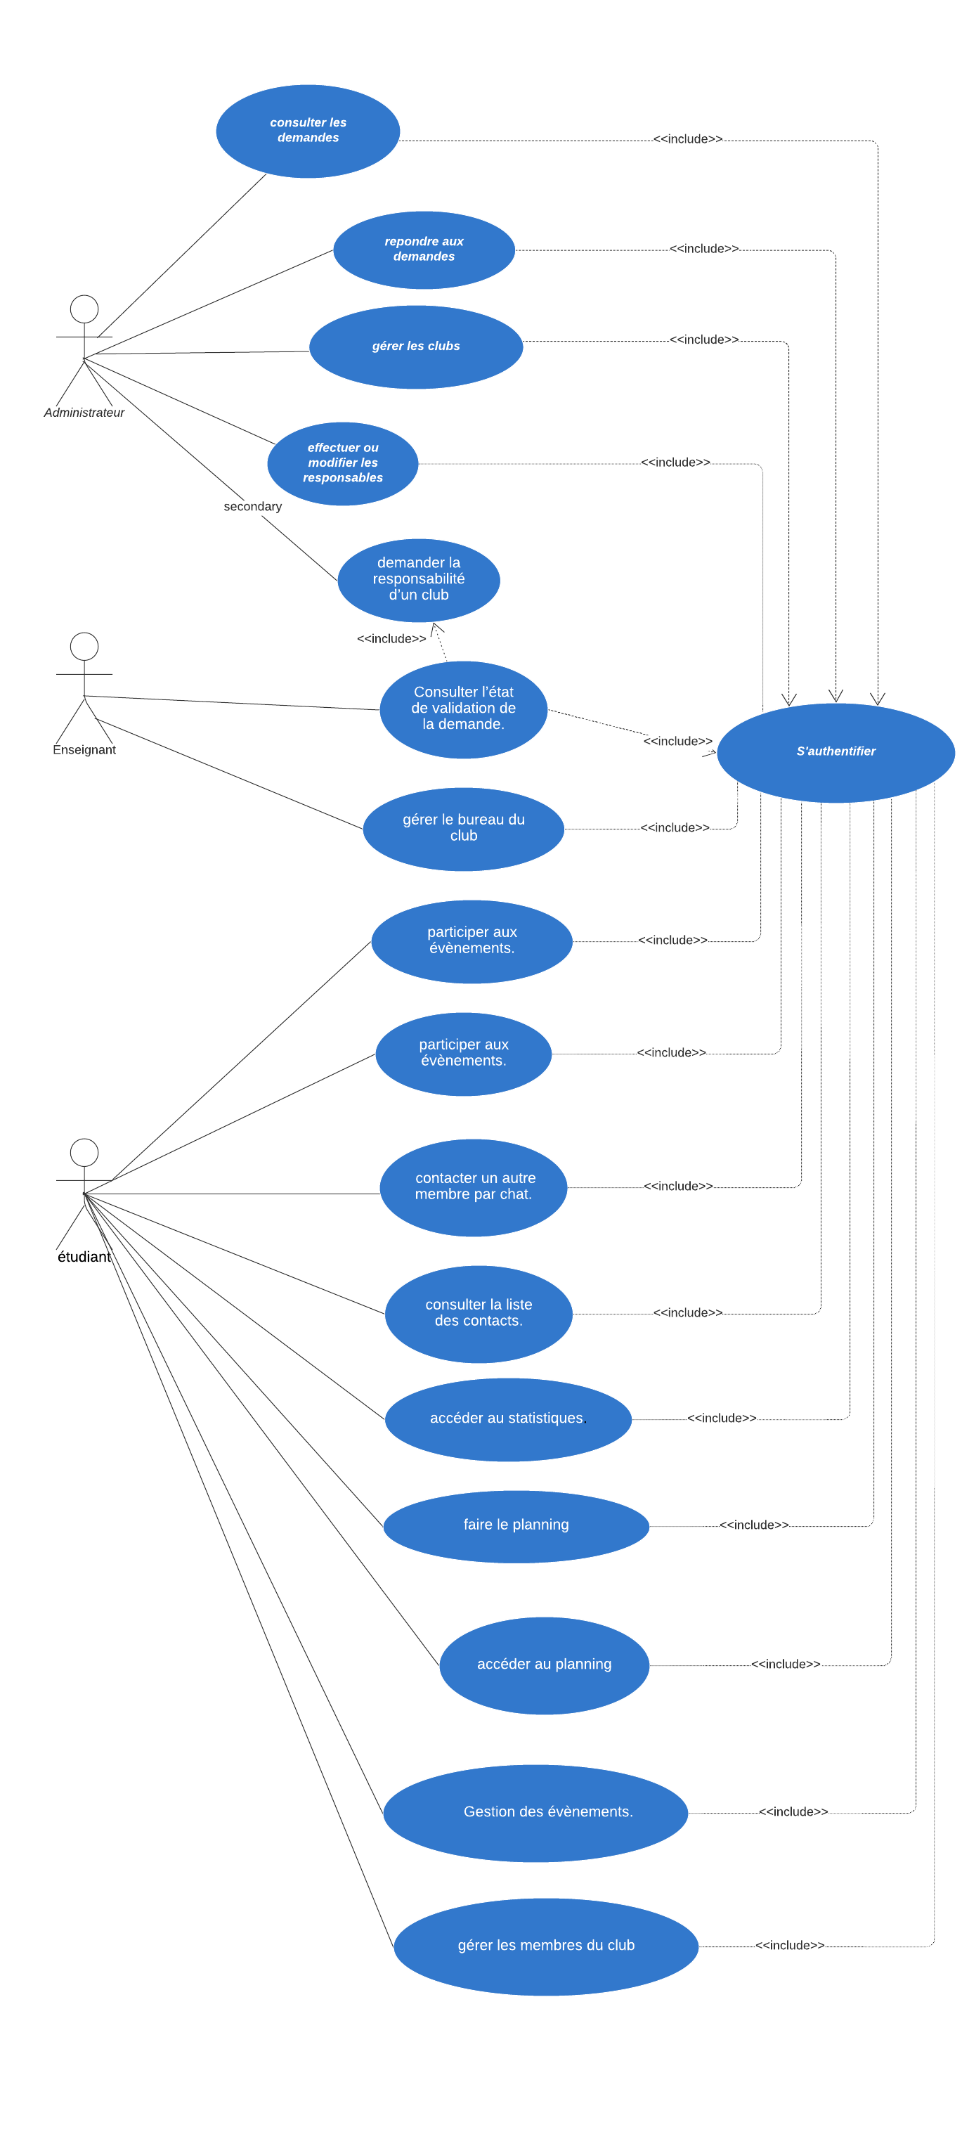 consulter les
demandes
<<include>>
repondre aux
demandes
<<include>>
gérer les clubs
<<include>>
Administrateur
effectuer ou
modifier les
responsables
<<include>>
secondary
demander la
responsabilité
d'un club
<<include>>
Enseignant
Consulter l'état
de validation de
la demande.
<<include>>
S'authentifier
gérer le bureau du
club
<<include>>
participer aux
évènements.
<<include>>
participer aux
évènements.
<<include>>
étudiant
contacter un autre
membre par chat.
<<include>>
consulter la liste
des contacts.
<<include>>
accéder au statistiques.
<<include>>
faire le planning
<<include>>
accéder au planning
<<include>>
Gestion des évènements.
<<include>>
gérer les membres du club
<<include>>